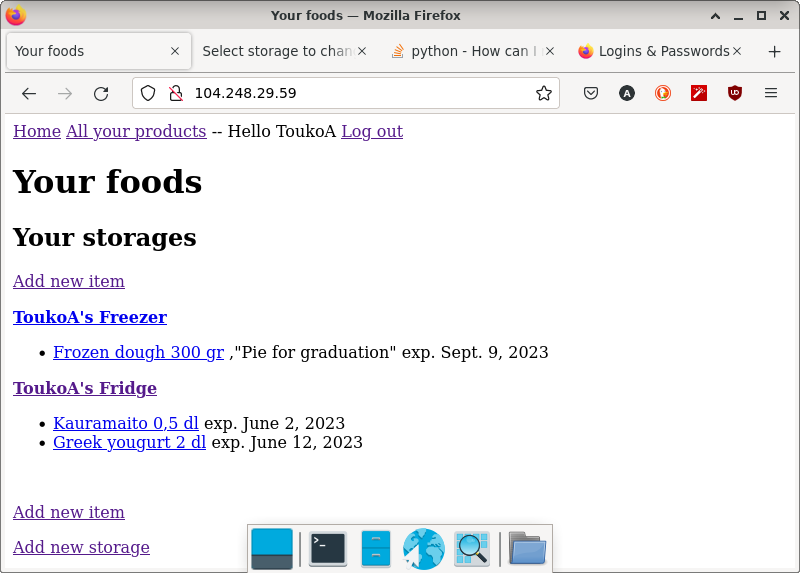 Your foods — Mozilla Firefox
Your foods
Select storage to chan
python - How can I
Logins & Passwords
104.248.29.59
A
UD
Home All your products -- Hello ToukoA Log out
Your foods
Your storages
Add new item
ToukoA's Freezer
Frozen dough 300 gr ,"Pie for graduation" exp. Sept. 9, 2023
ToukoA's Fridge
Kauramaito 0,5 dl exp. June 2, 2023
Greek yougurt 2 dl exp. June 12, 2023
Add new item
Add new storage